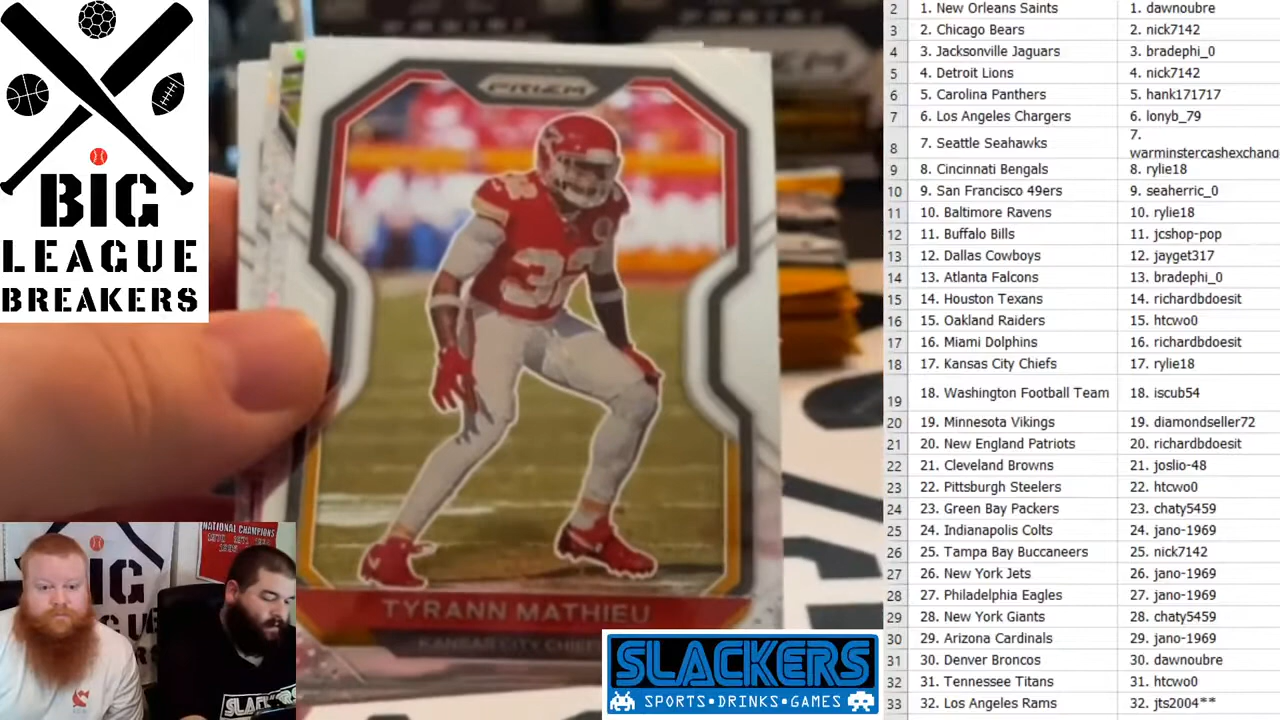 BIG
LEAGUE
BREAKERS
PRIZM
32
TYRANN MATHIEU
KANSAS CITY CHIEFS
NATIONAL CHAMPIONS
IG
SLACKERS
SPORTS•DRINKS•GAMES
2 1. New Orleans Saints 1. dawnoubre
3 2. Chicago Bears 2. nick7142
4 3. Jacksonville Jaguars 3. bradephi_0
5 4. Detroit Lions 4. nick7142
6 5. Carolina Panthers 5. hank171717
7 6. Los Angeles Chargers 6. lonyb_79
8 7. Seattle Seahawks 7. warminstercashexchano
9 8. Cincinnati Bengals 8. rylie18
10 9. San Francisco 49ers 9. seaherric_0
11 10. Baltimore Ravens 10. rylie18
12 11. Buffalo Bills 11. jcshop-pop
13 12. Dallas Cowboys 12. jayget317
14 13. Atlanta Falcons 13. bradephi_0
15 14. Houston Texans 14. richardbdoesit
16 15. Oakland Raiders 15. htcwo0
17 16. Miami Dolphins 16. richardbdoesit
18 17. Kansas City Chiefs 17. rylie18
19 18. Washington Football Team 18. iscub54
20 19. Minnesota Vikings 19. diamondseller72
21 20. New England Patriots 20. richardbdoesit
22 21. Cleveland Browns 21. joslio-48
23 22. Pittsburgh Steelers 22. htcwo0
24 23. Green Bay Packers 23. chaty5459
25 24. Indianapolis Colts 24. jano-1969
26 25. Tampa Bay Buccaneers 25. nick7142
27 26. New York Jets 26. jano-1969
28 27. Philadelphia Eagles 27. jano-1969
29 28. New York Giants 28. chaty5459
30 29. Arizona Cardinals 29. jano-1969
31 30. Denver Broncos 30. dawnoubre
32 31. Tennessee Titans 31. htcwo0
33 32. Los Angeles Rams 32. jts2004**